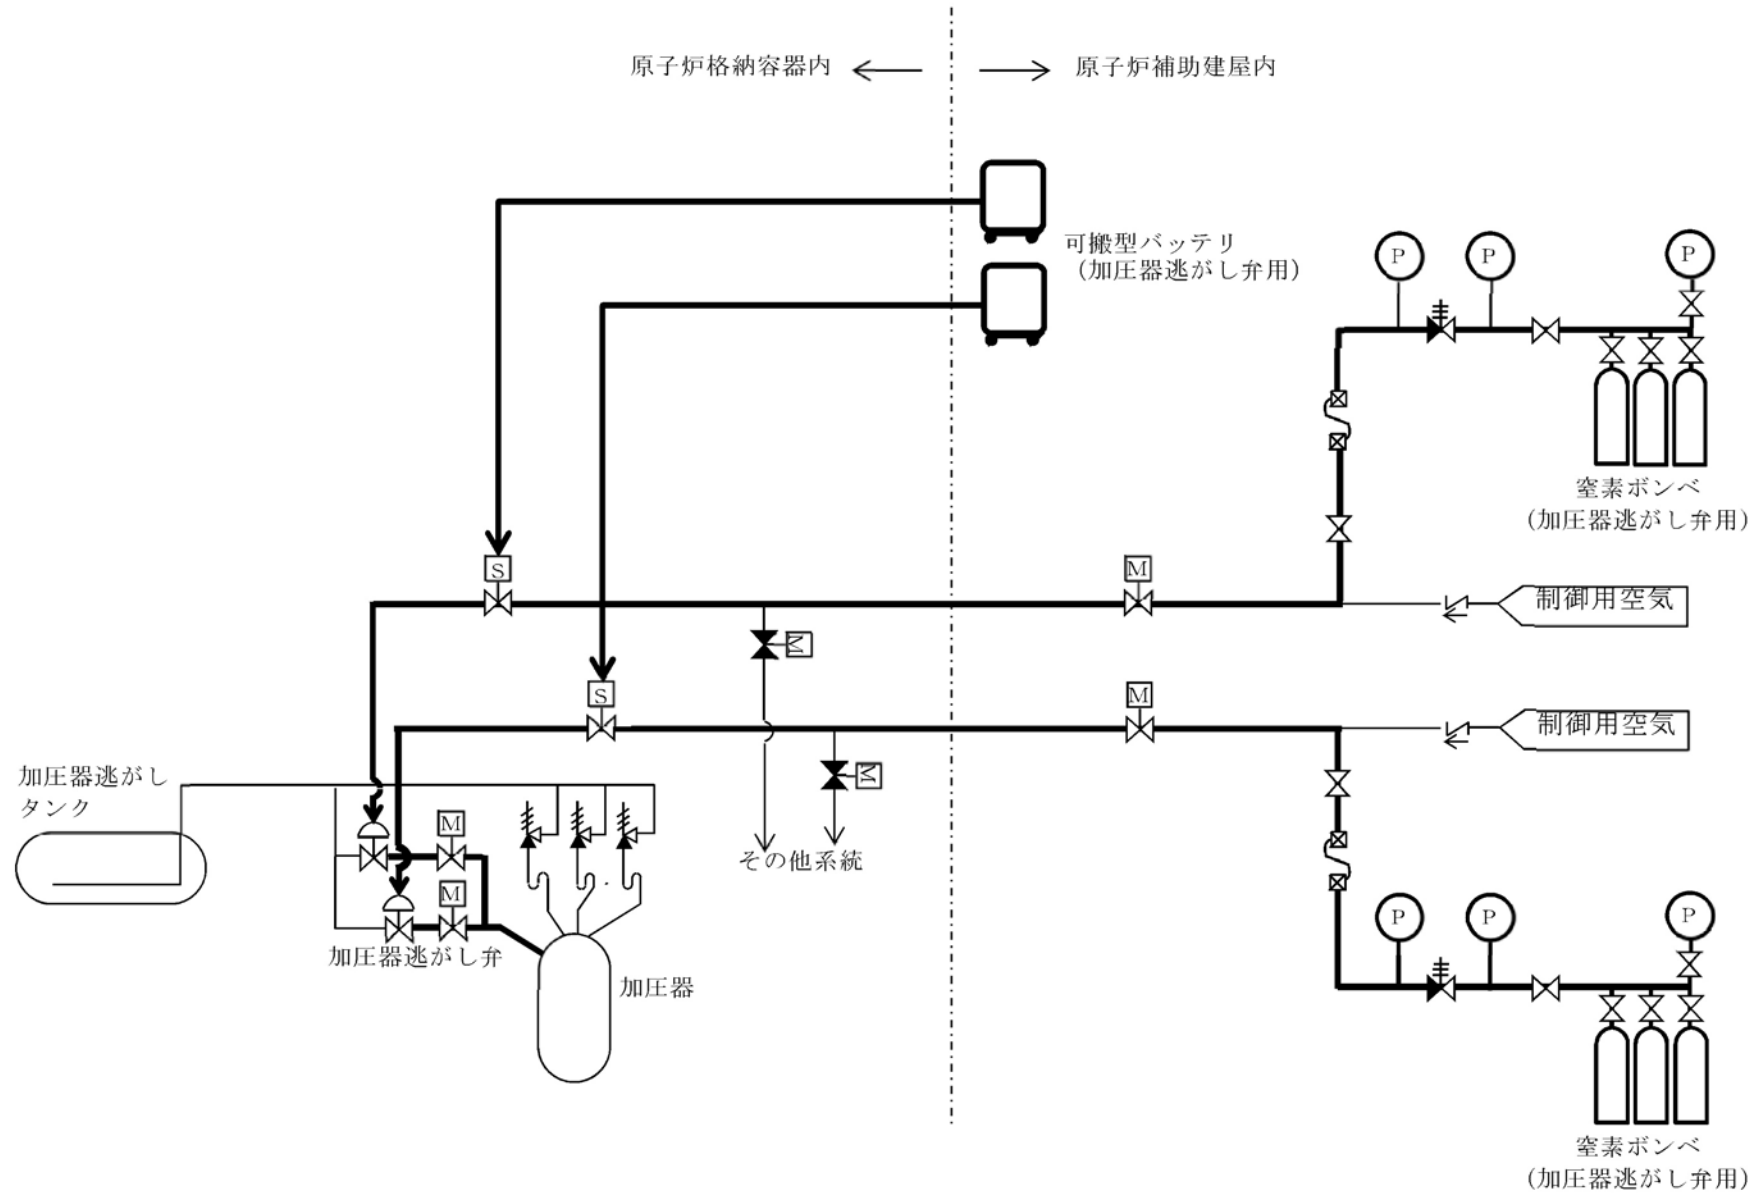 原子炉格納容器内
原子炉補助建屋内
可搬型バッテリ
（加圧器逃がし弁用）
P
P
P
窒素ボンベ
（加圧器逃がし弁用）
S
M
制御用空気
M
S
M
制御用空気
M
加圧器逃がし
タンク
M
M
その他系統
加圧器逃がし弁
加圧器
P
P
P
窒素ボンベ
（加圧器逃がし弁用）